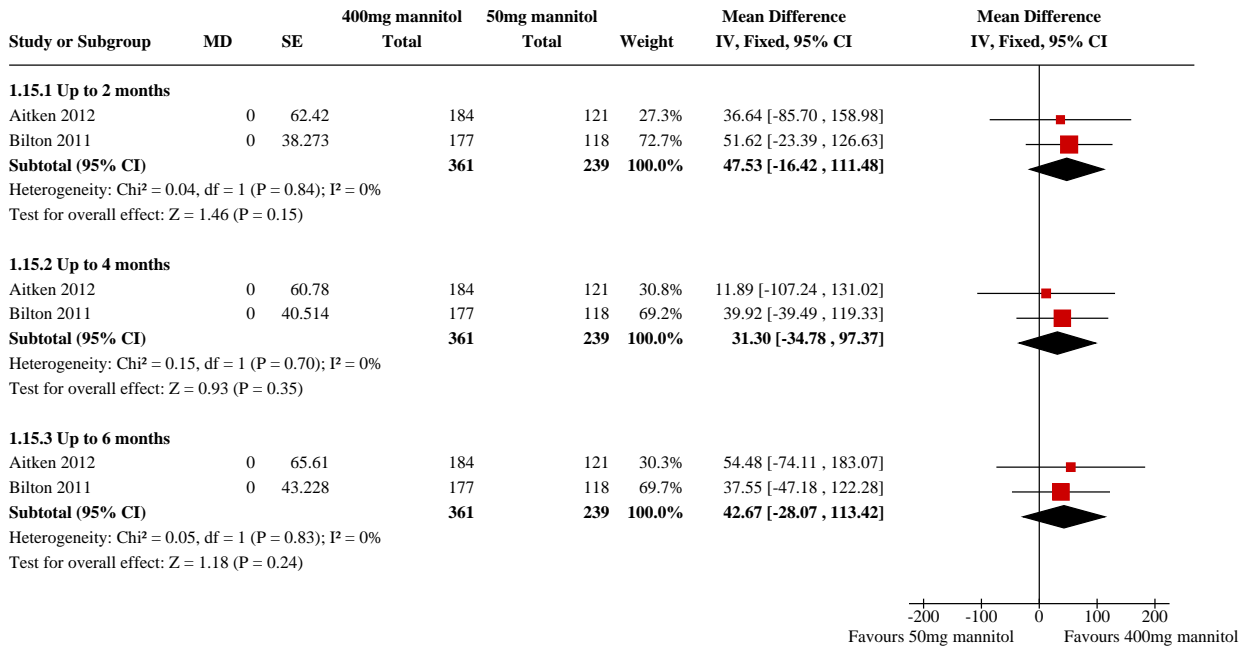 400mg mannitol 50mg mannitol Mean Difference Mean Difference
Study or Subgroup MD SE Total Total Weight IV, Fixed, 95% CI IV, Fixed, 95% CI
1.15.1 Up to 2 months
Aitken 2012 0 62.42 184 121 27.3% 36.64 [-85.70 , 158.98]
Bilton 2011 0 38.273 177 118 72.7% 51.62 [-23.39 , 126.63]
Subtotal (95% CI) 361 239 100.0% 47.53 [-16.42 , 111.48]
Heterogeneity: Chi² = 0.04, df = 1 (P = 0.84); I² = 0%
Test for overall effect: Z = 1.46 (P = 0.15)
1.15.2 Up to 4 months
Aitken 2012 0 60.78 184 121 30.8% 11.89 [-107.24 , 131.02]
Bilton 2011 0 40.514 177 118 69.2% 39.92 [-39.49 , 119.33]
Subtotal (95% CI) 361 239 100.0% 31.30 [-34.78 , 97.37]
Heterogeneity: Chi² = 0.15, df = 1 (P = 0.70); I² = 0%
Test for overall effect: Z = 0.93 (P = 0.35)
1.15.3 Up to 6 months
Aitken 2012 0 65.61 184 121 30.3% 54.48 [-74.11 , 183.07]
Bilton 2011 0 43.228 177 118 69.7% 37.55 [-47.18 , 122.28]
Subtotal (95% CI) 361 239 100.0% 42.67 [-28.07 , 113.42]
Heterogeneity: Chi² = 0.05, df = 1 (P = 0.83); I² = 0%
Test for overall effect: Z = 1.18 (P = 0.24)
-200 -100 0 100 200
Favours 50mg mannitol Favours 400mg mannitol